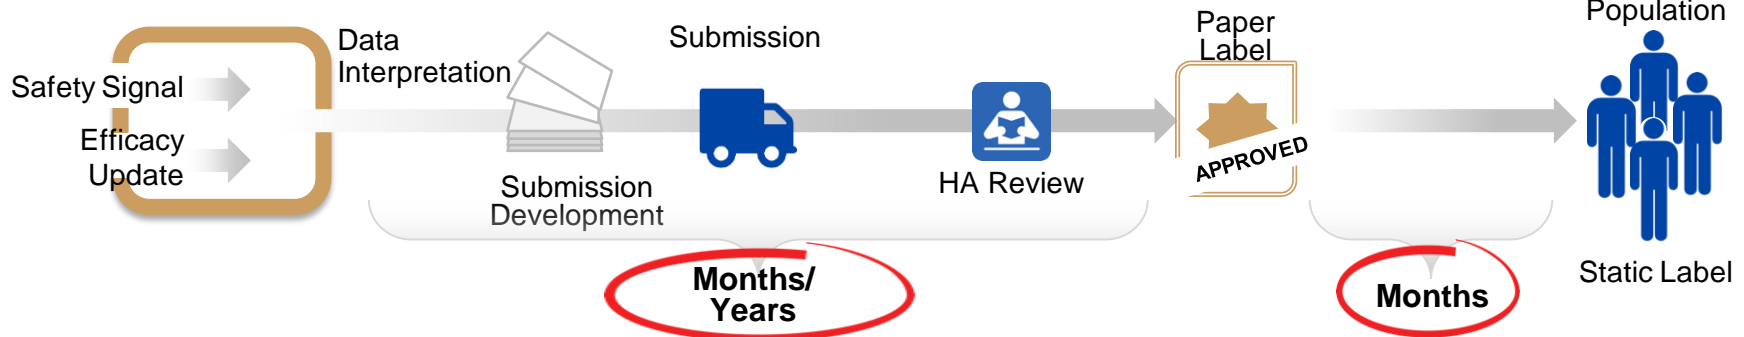 Safety Signal
Efficacy
Update
Data
Interpretation
Submission
Development
Submission
HA Review
Months/
Years
Paper
Label
APPROVED
Months
Population
Static Label